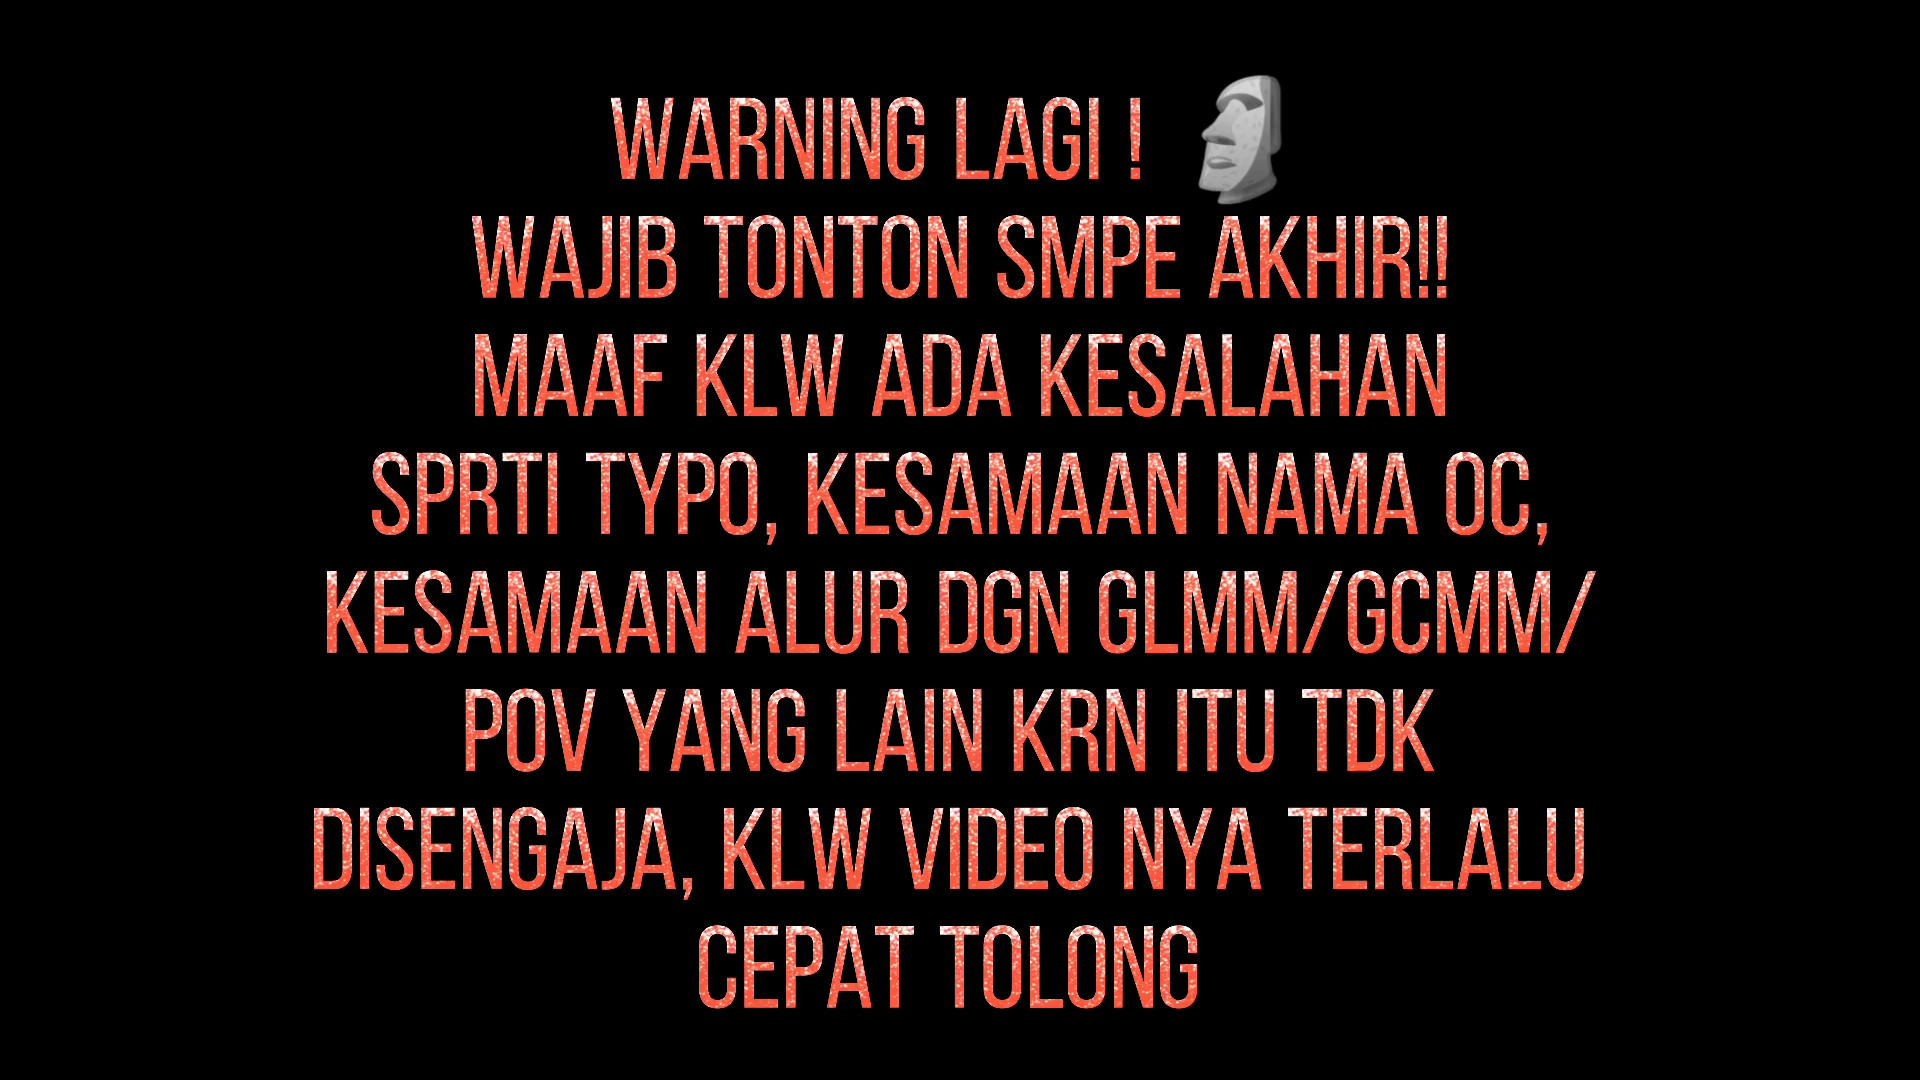 WARNING LAGI ! 🗿
WAJIB TONTON SMPE AKHIR!!
MAAF KLW ADA KESALAHAN
SPRTI TYPO, KESAMAAN NAMA OC,
KESAMAAN ALUR DGN GLMM/GCMM/
POV YANG LAIN KRN ITU TDK
DISENGAJA, KLW VIDEO NYA TERLALU
CEPAT TOLONG